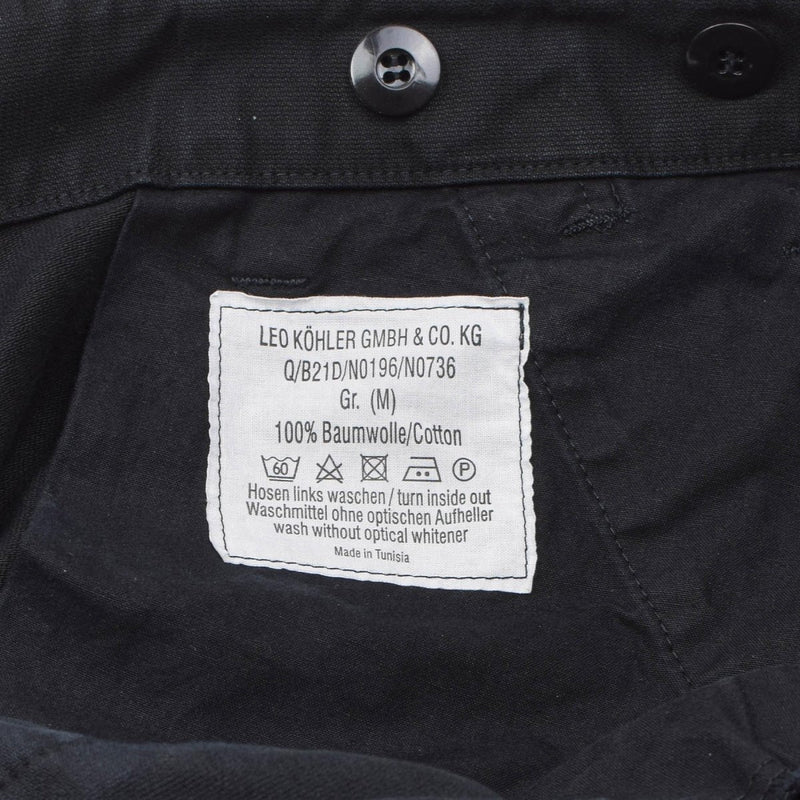 LEO KÖHLER GMBH & CO. KG
Q/B21D/N0196/N0736
Gr. (M)
100% Baumwolle/Cotton
60 P
Hosen links waschen / turn inside out
Waschmittel ohne optischen Aufheller
wash without optical whitener
Made in Tunisia